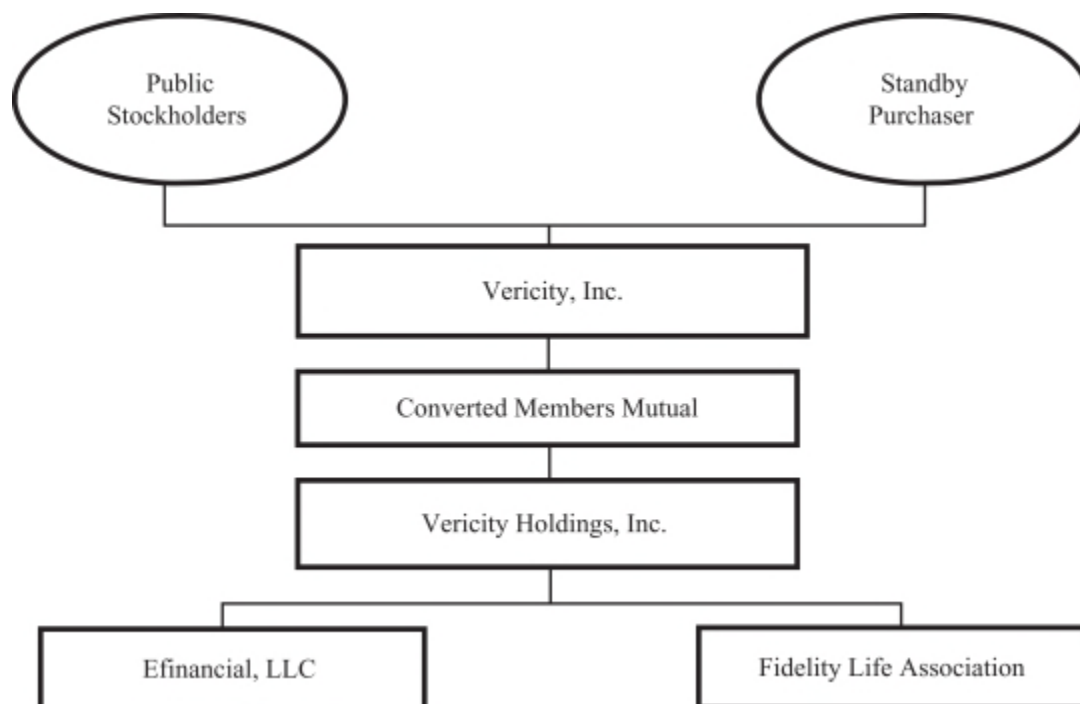 Public
Stockholders
Standby
Purchaser
Vericity, Inc.
Converted Members Mutual
Vericity Holdings, Inc.
Efinancial, LLC
Fidelity Life Association